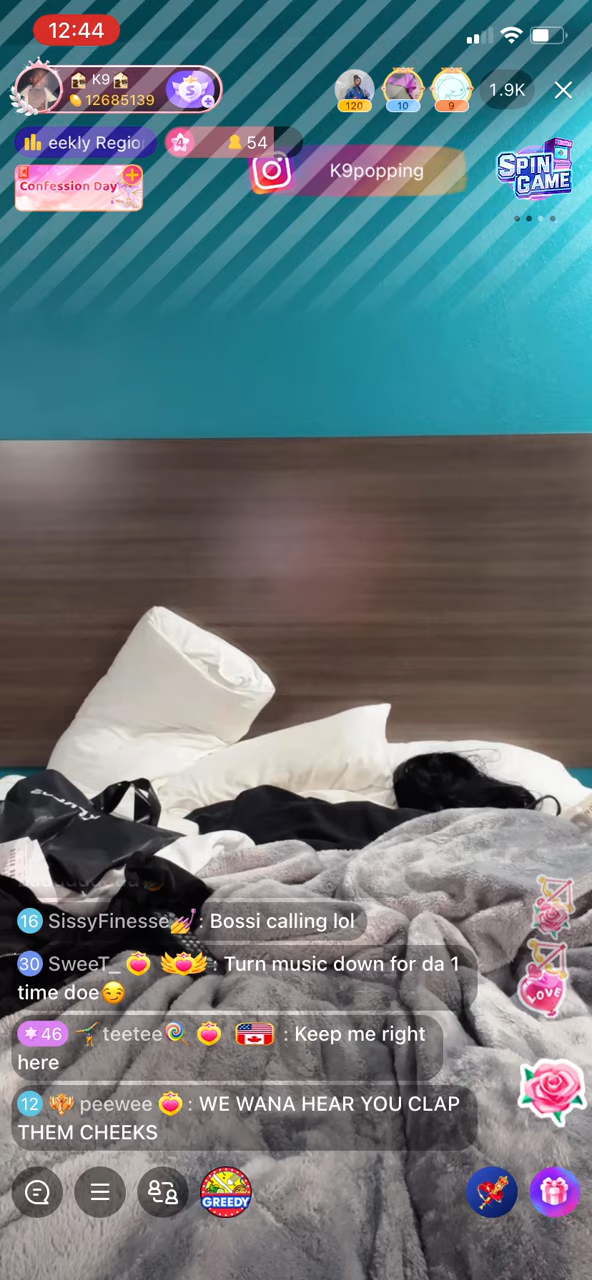 12:44
K9
12685139
S
120
10
9
1.9K
eekly Regio
4
54
K9popping
Confession Day
SPIN
GAME
16 SissyFinesse : Bossi calling lol
30 SweeT_ : Turn music down for da 1
time doe
46 teetee : Keep me right
here
LOVE
12 peewee : WE WANA HEAR YOU CLAP
THEM CHEEKS
GREEDY